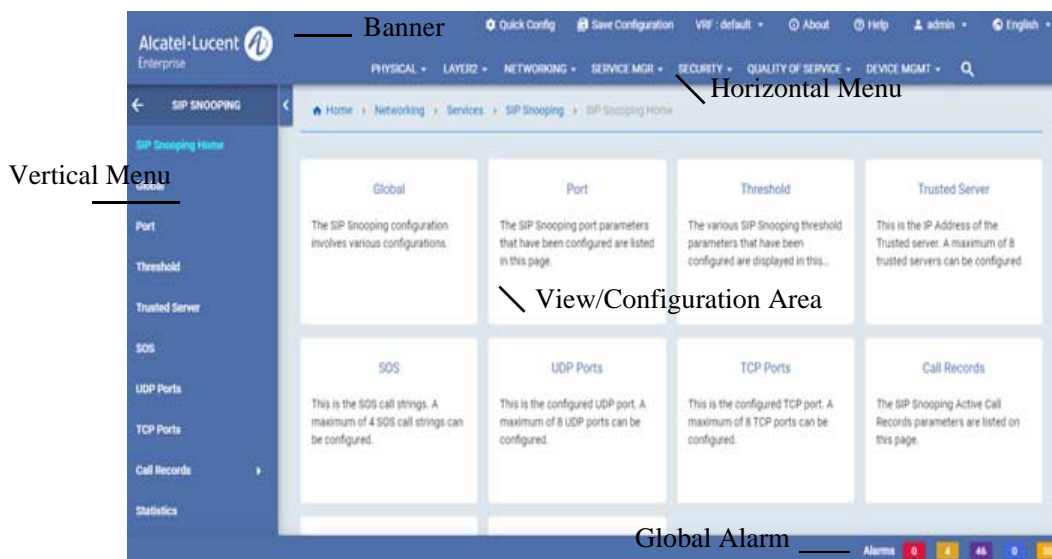 Alcatel·Lucent
Enterprise
Banner
Quick Config
Save Configuration
VRF : default
About
Help
admin
English
PHYSICAL
LAYER2
NETWORKING
SERVICE MGR
SECURITY
QUALITY OF SERVICE
DEVICE MGMT
Horizontal Menu
SIP SNOOPING
Home
Networking
Services
SIP Snooping
SIP Snooping Home
Vertical Menu
SIP Snooping Home
Global
Port
Threshold
Trusted Server
SOS
UDP Ports
TCP Ports
Call Records
Statistics
Global
The SIP Snooping configuration
involves various configurations.
Port
The SIP Snooping port parameters
that have been configured are listed
in this page.
Threshold
The various SIP Snooping threshold
parameters that have been
configured are displayed in this...
Trusted Server
This is the IP Address of the
Trusted server. A maximum of 8
trusted servers can be configured
View/Configuration Area
SOS
This is the SOS call strings. A
maximum of 4 SOS call strings can
be configured.
UDP Ports
This is the configured UDP port. A
maximum of 8 UDP ports can be
configured.
TCP Ports
This is the configured TCP port. A
maximum of 8 TCP ports can be
configured.
Call Records
The SIP Snooping Active Call
Records parameters are listed on
this page.
Global Alarm
Alarms 0 4 46 0